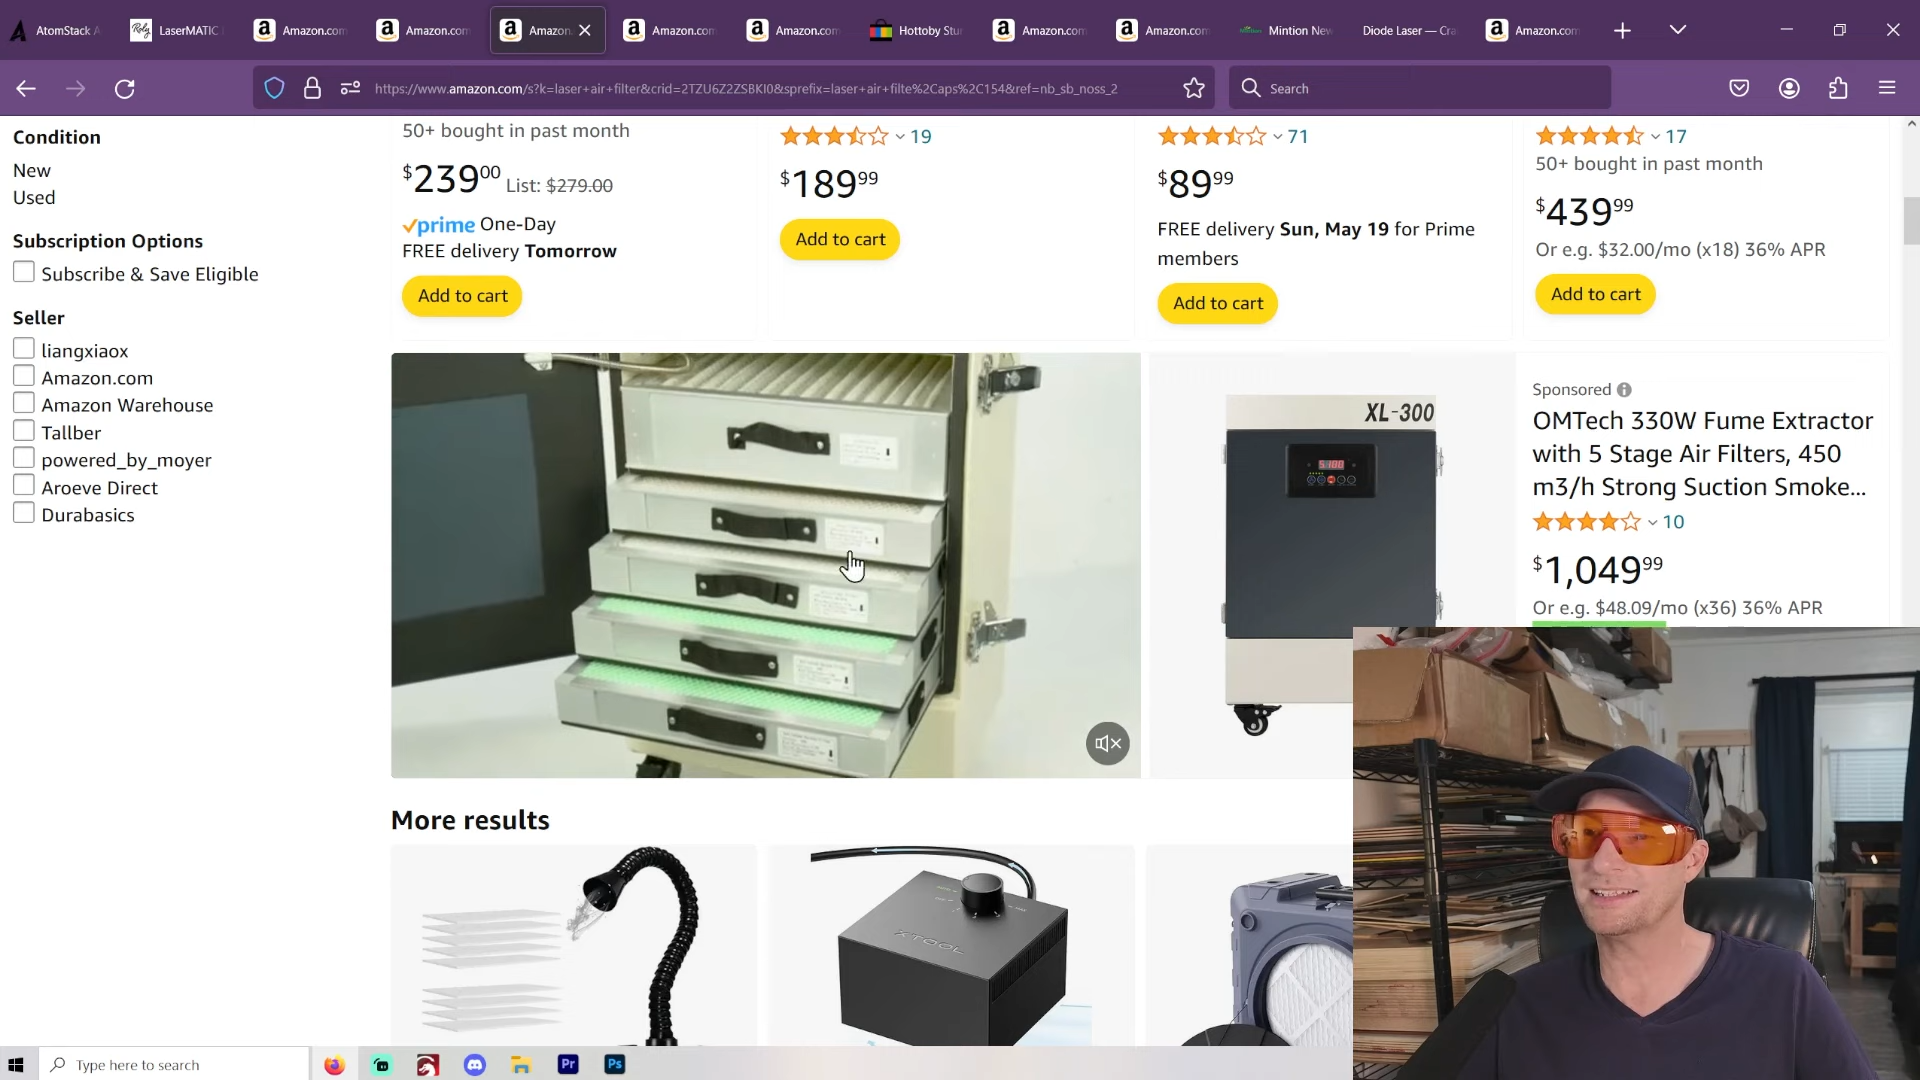 AtomStack A
Roly
LaserMATIC
Amazon.com
Amazon.com
Amazon.
Amazon.com
Amazon.com
Hottoby Stu
Amazon.com
Amazon.com
Mintion New
Diode Laser — Cra
Amazon.com
https://www.amazon.com/s?k=laser+air+filter&crid=2TZU6Z2ZSBKI0&sprefix=laser+air+filte%2Caps%2C154&ref=nb_sb_noss_2
Search
Condition
New
Used
Subscription Options
Subscribe & Save Eligible
Seller
liangxiaox
Amazon.com
Amazon Warehouse
Tallber
powered_by_moyer
Aroeve Direct
Durabasics
50+ bought in past month
$239.00 List: $279.00
prime One-Day
FREE delivery Tomorrow
Add to cart
19
$189.99
Add to cart
71
$89.99
FREE delivery Sun, May 19 for Prime
members
Add to cart
17
50+ bought in past month
$439.99
Or e.g. $32.00/mo (x18) 36% APR
Add to cart
XL-300
Sponsored
OMTech 330W Fume Extractor
with 5 Stage Air Filters, 450
m3/h Strong Suction Smoke...
10
$1,049.99
Or e.g. $48.09/mo (x36) 36% APR
More results
XTOOL
Type here to search
Pr
Ps